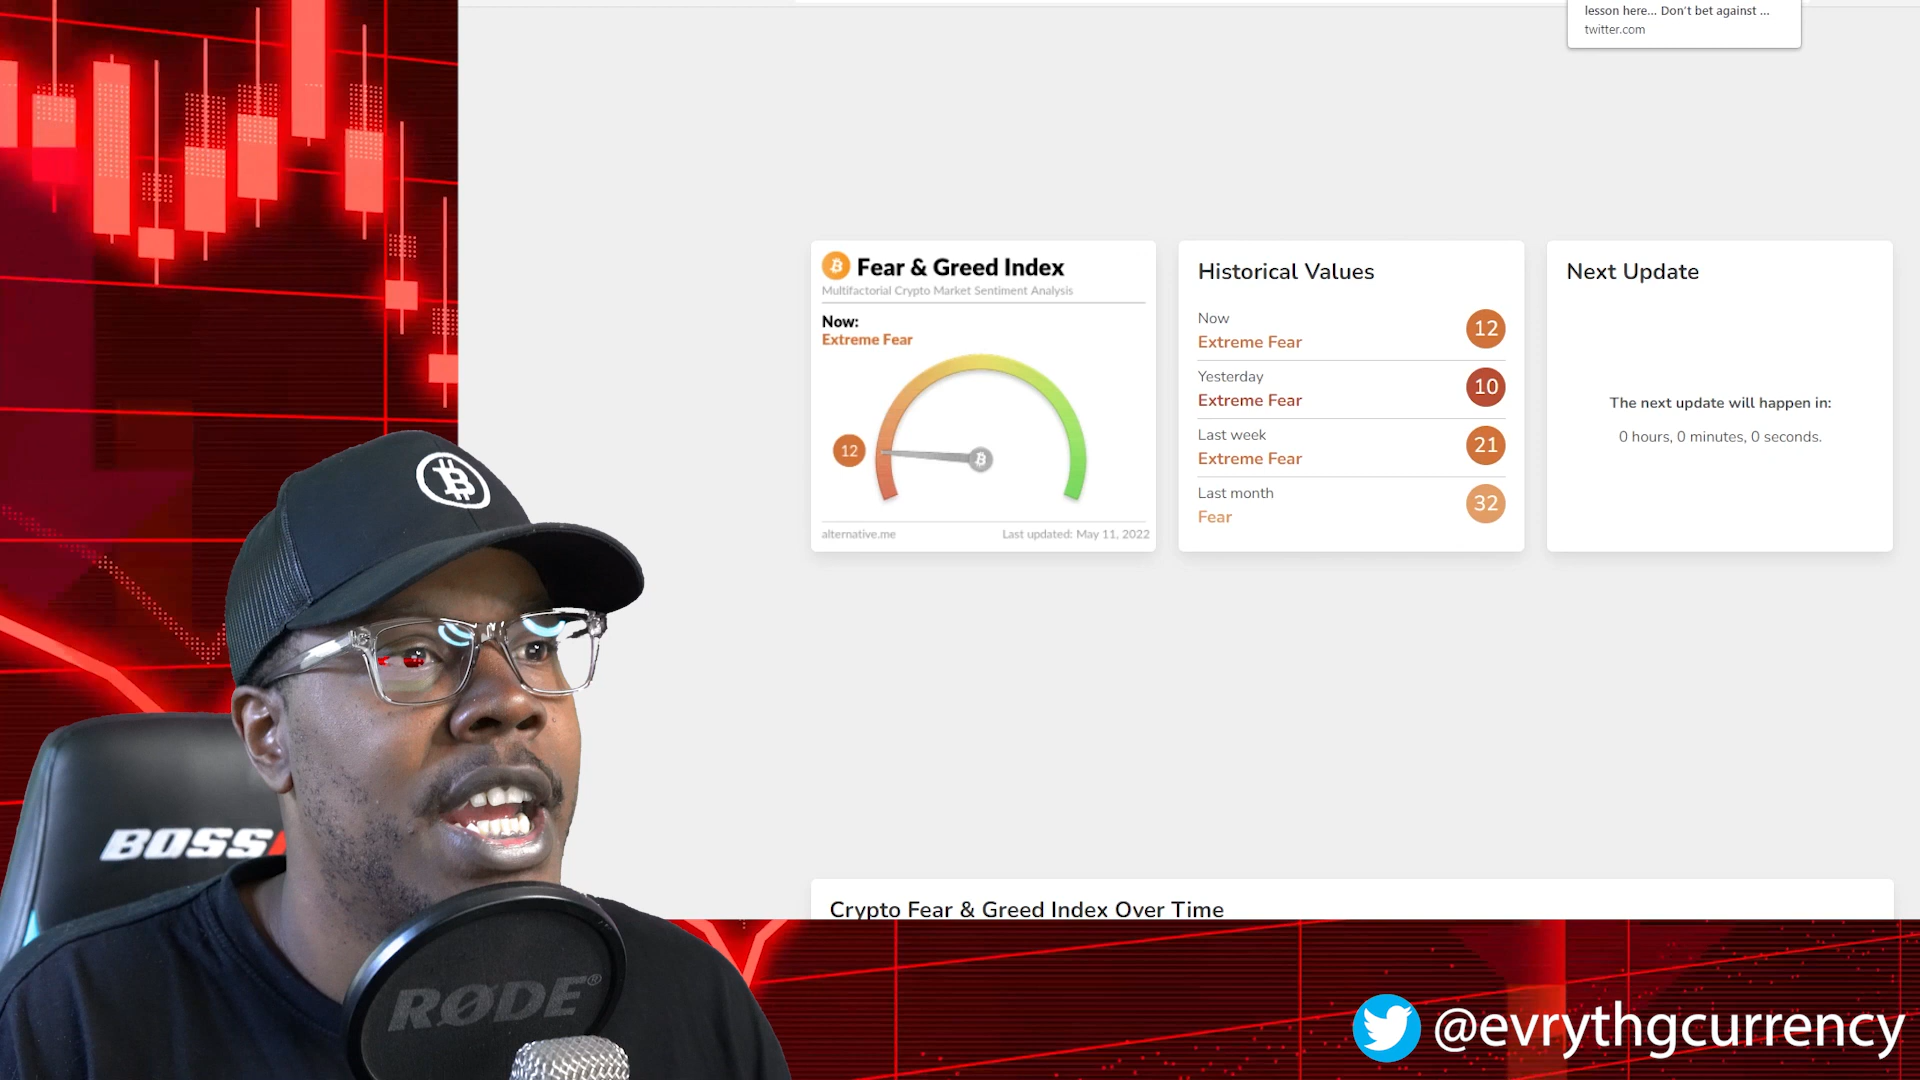 lesson here... Don't bet against ...
twitter.com
Fear & Greed Index
Multifactorial Crypto Market Sentiment Analysis
Now:
Extreme Fear
12
alternative.me
Last updated: May 11, 2022
Historical Values
Now
Extreme Fear
12
Yesterday
Extreme Fear
10
Last week
Extreme Fear
21
Last month
Fear
32
Next Update
The next update will happen in:
0 hours, 0 minutes, 0 seconds.
Crypto Fear & Greed Index Over Time
BOSS
RØDE®
@evrythgcurrency